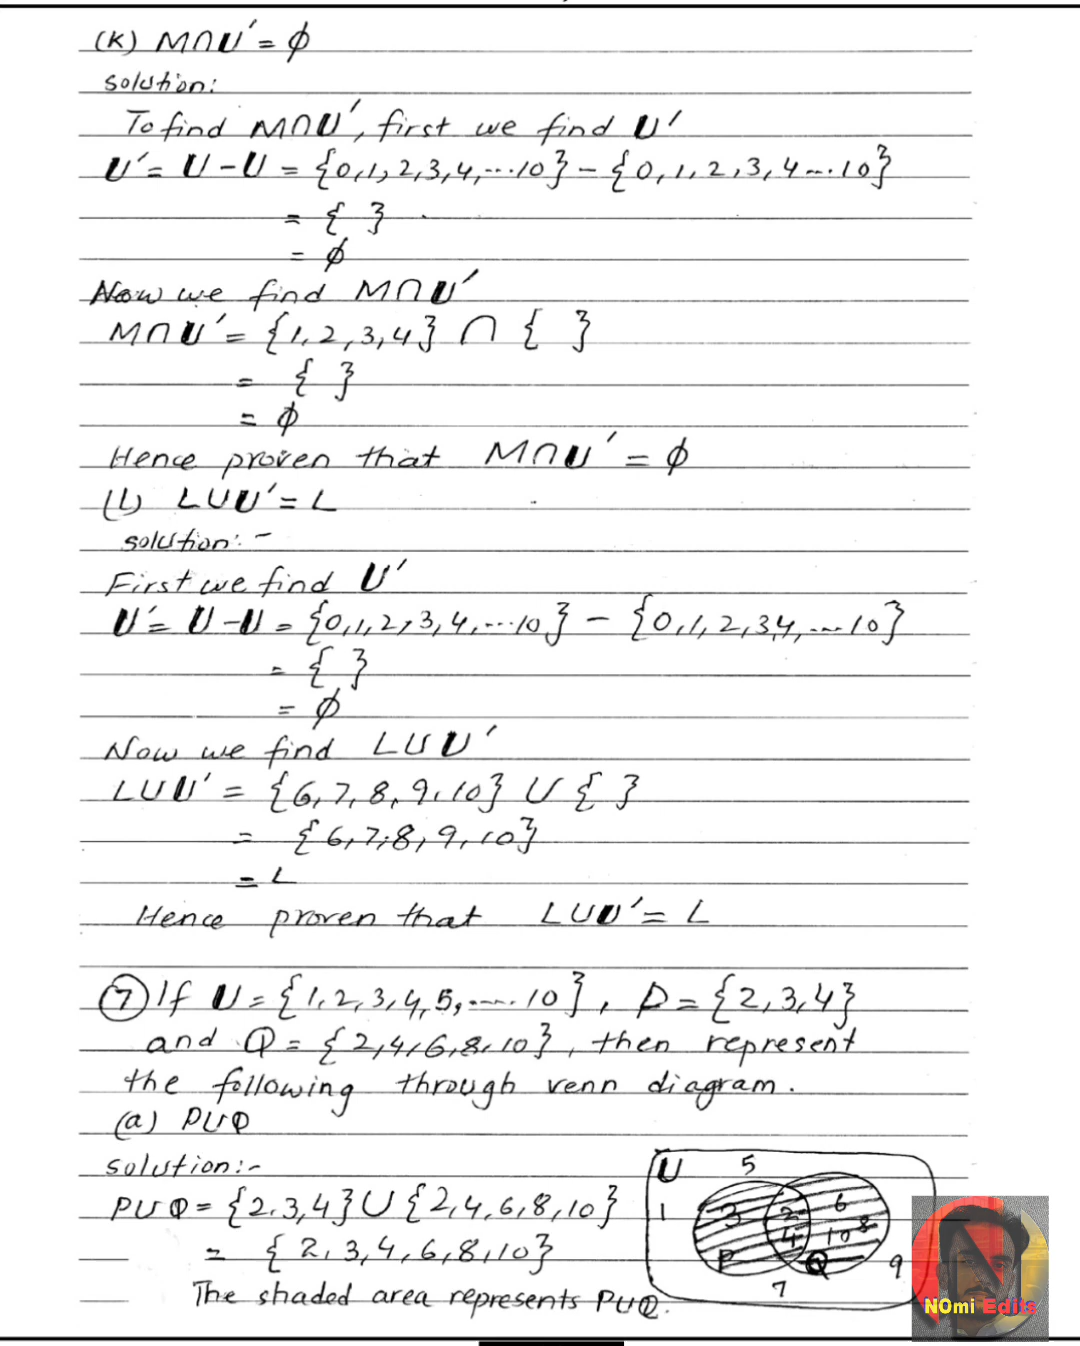 (K) M∩U′ = ϕ
solution:
To find M∩U′, first we find U′
U′ = U - U = {0,1,2,3,4,...10} - {0,1,2,3,4...10}
= { }
= ϕ
Now we find M∩U′
M∩U′ = {1,2,3,4} ∩ { }
= { }
= ϕ
Hence proven that M∩U′ = ϕ
(L) L∪U′ = L
solution:-
First we find U′
U′ = U - U = {0,1,2,3,4,...10} - {0,1,2,3,4,...10}
= { }
= ϕ
Now we find L∪U′
L∪U′ = {6,7,8,9,10} ∪ { }
= {6,7,8,9,10}
= L
Hence proven that L∪U′ = L
(7) If U = {1,2,3,4,5,....10}, P = {2,3,4}
and Q = {2,4,6,8,10}, then represent
the following through venn diagram.
(a) P∪Q
solution:-
P∪Q = {2,3,4} ∪ {2,4,6,8,10}
= {2,3,4,6,8,10}
The shaded area represents P∪Q.
U 5
1 3 2 6
4 10 8
P Q 9
7
NOmi Edits